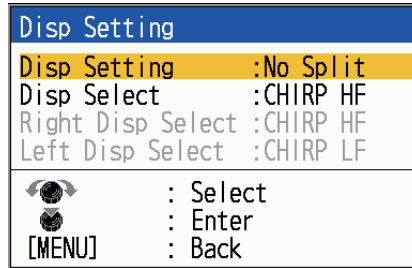 Disp Setting
Disp Setting :No Split
Disp Select :CHIRP HF
Right Disp Select :CHIRP HF
Left Disp Select :CHIRP LF
: Select
: Enter
[MENU] : Back